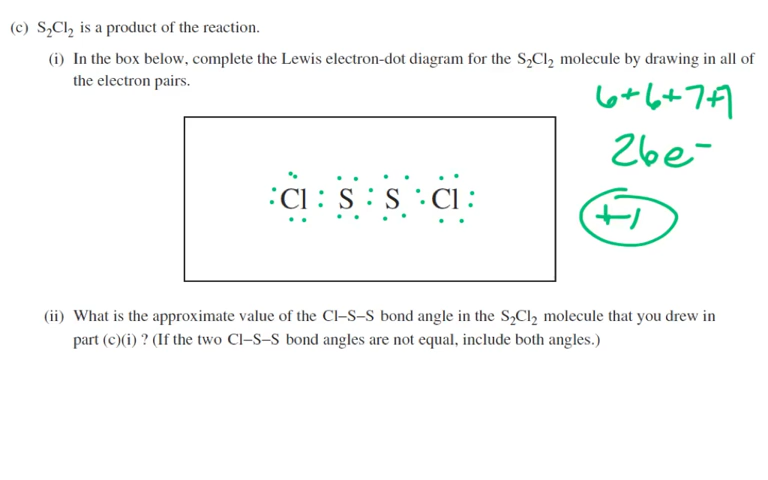 (c) S₂Cl₂ is a product of the reaction.
(i) In the box below, complete the Lewis electron-dot diagram for the S₂Cl₂ molecule by drawing in all of
the electron pairs.
6+6+7+7
26e-
+1
:Cl : S : S : Cl :
(ii) What is the approximate value of the Cl–S–S bond angle in the S₂Cl₂ molecule that you drew in
part (c)(i) ? (If the two Cl–S–S bond angles are not equal, include both angles.)